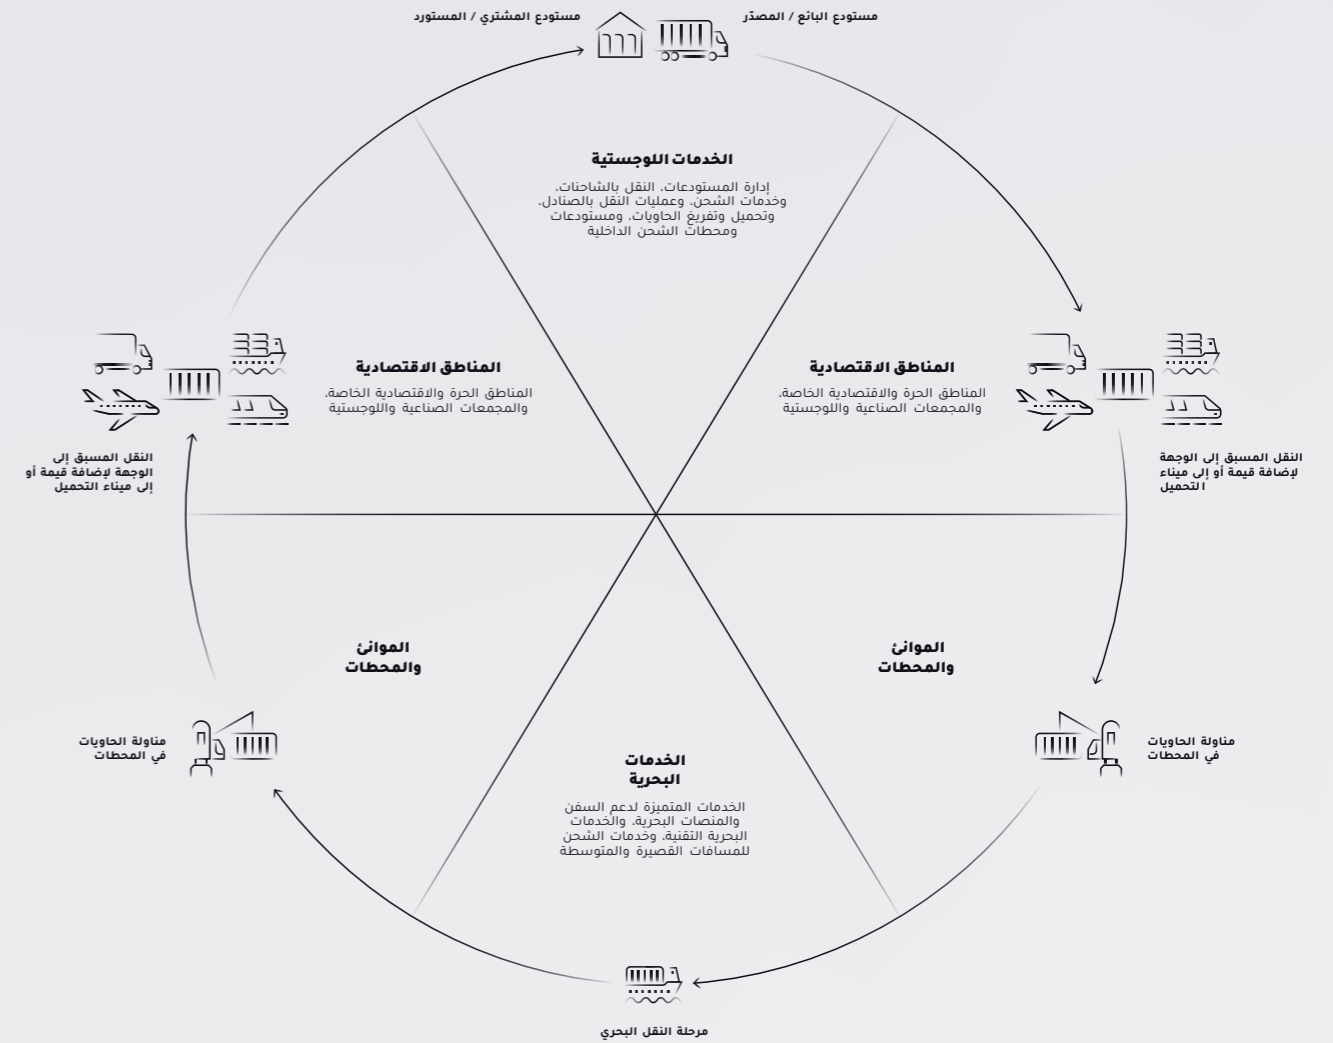 مستودع البائع / المصدّر
مستودع المشتري / المستورد
الخدمات اللوجستية
إدارة المستودعات، النقل بالشاحنات،
وخدمات الشحن، وعمليات النقل بالصنادل،
وتحميل وتفريغ الحاويات، ومستودعات
ومحطات الشحن الداخلية
المناطق الاقتصادية
المناطق الحرة والاقتصادية الخاصة،
والمجمعات الصناعية واللوجستية
المناطق الاقتصادية
المناطق الحرة والاقتصادية الخاصة،
والمجمعات الصناعية واللوجستية
النقل المسبق إلى الوجهة
لإضافة قيمة أو إلى ميناء
التحميل
النقل المسبق إلى
الوجهة لإضافة قيمة أو
إلى ميناء التحميل
الموانئ
والمحطات
الموانئ
والمحطات
مناولة الحاويات
في المحطات
مناولة الحاويات
في المحطات
الخدمات
البحرية
الخدمات المتميزة لدعم السفن
والمنصات البحرية، والخدمات
البحرية التقنية، وخدمات الشحن
للمسافات القصيرة والمتوسطة
مرحلة النقل البحري